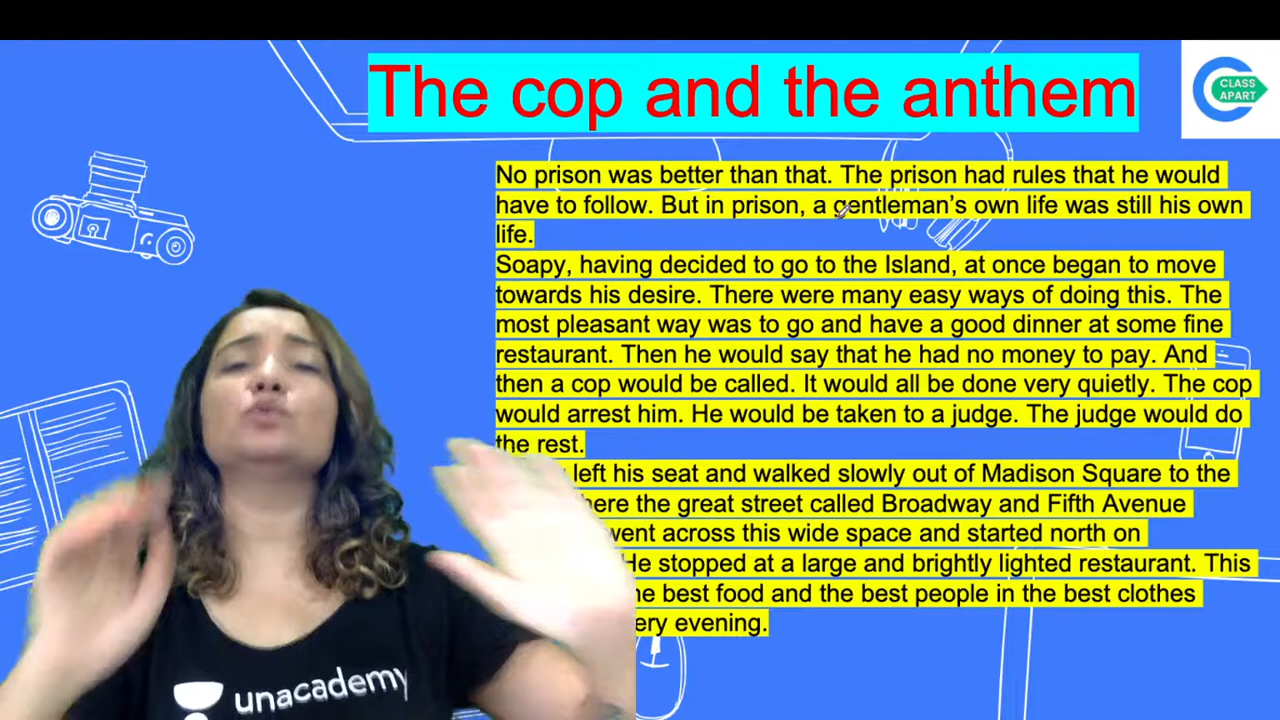 The cop and the anthem
CLASS
APART
No prison was better than that. The prison had rules that he would
have to follow. But in prison, a gentleman's own life was still his own
life.
Soapy, having decided to go to the Island, at once began to move
towards his desire. There were many easy ways of doing this. The
most pleasant way was to go and have a good dinner at some fine
restaurant. Then he would say that he had no money to pay. And
then a cop would be called. It would all be done very quietly. The cop
would arrest him. He would be taken to a judge. The judge would do
the rest.
left his seat and walked slowly out of Madison Square to the
the great street called Broadway and Fifth Avenue
went across this wide space and started north on
He stopped at a large and brightly lighted restaurant. This
best food and the best people in the best clothes
evening.
unacademy